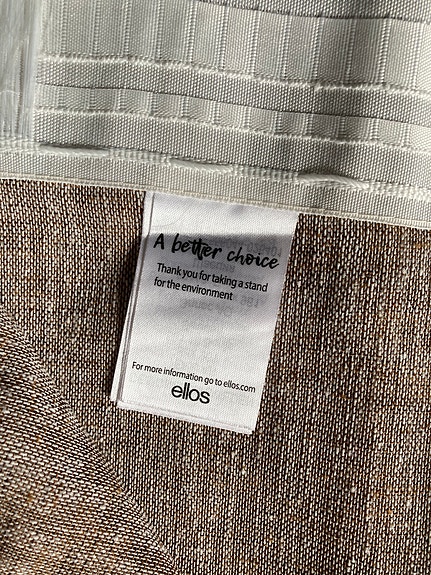 A better choice
Thank you for taking a stand
for the environment
For more information go to ellos.com
ellos